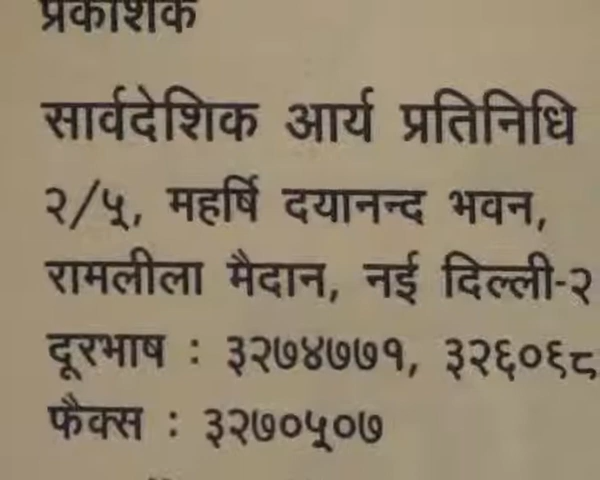 प्रकाशक
सार्वदेशिक आर्य प्रतिनिधि
२/५, महर्षि दयानन्द भवन,
रामलीला मैदान, नई दिल्ली-२
दूरभाष : ३२७४७७१, ३२६०६८
फैक्स : ३२७०५०७